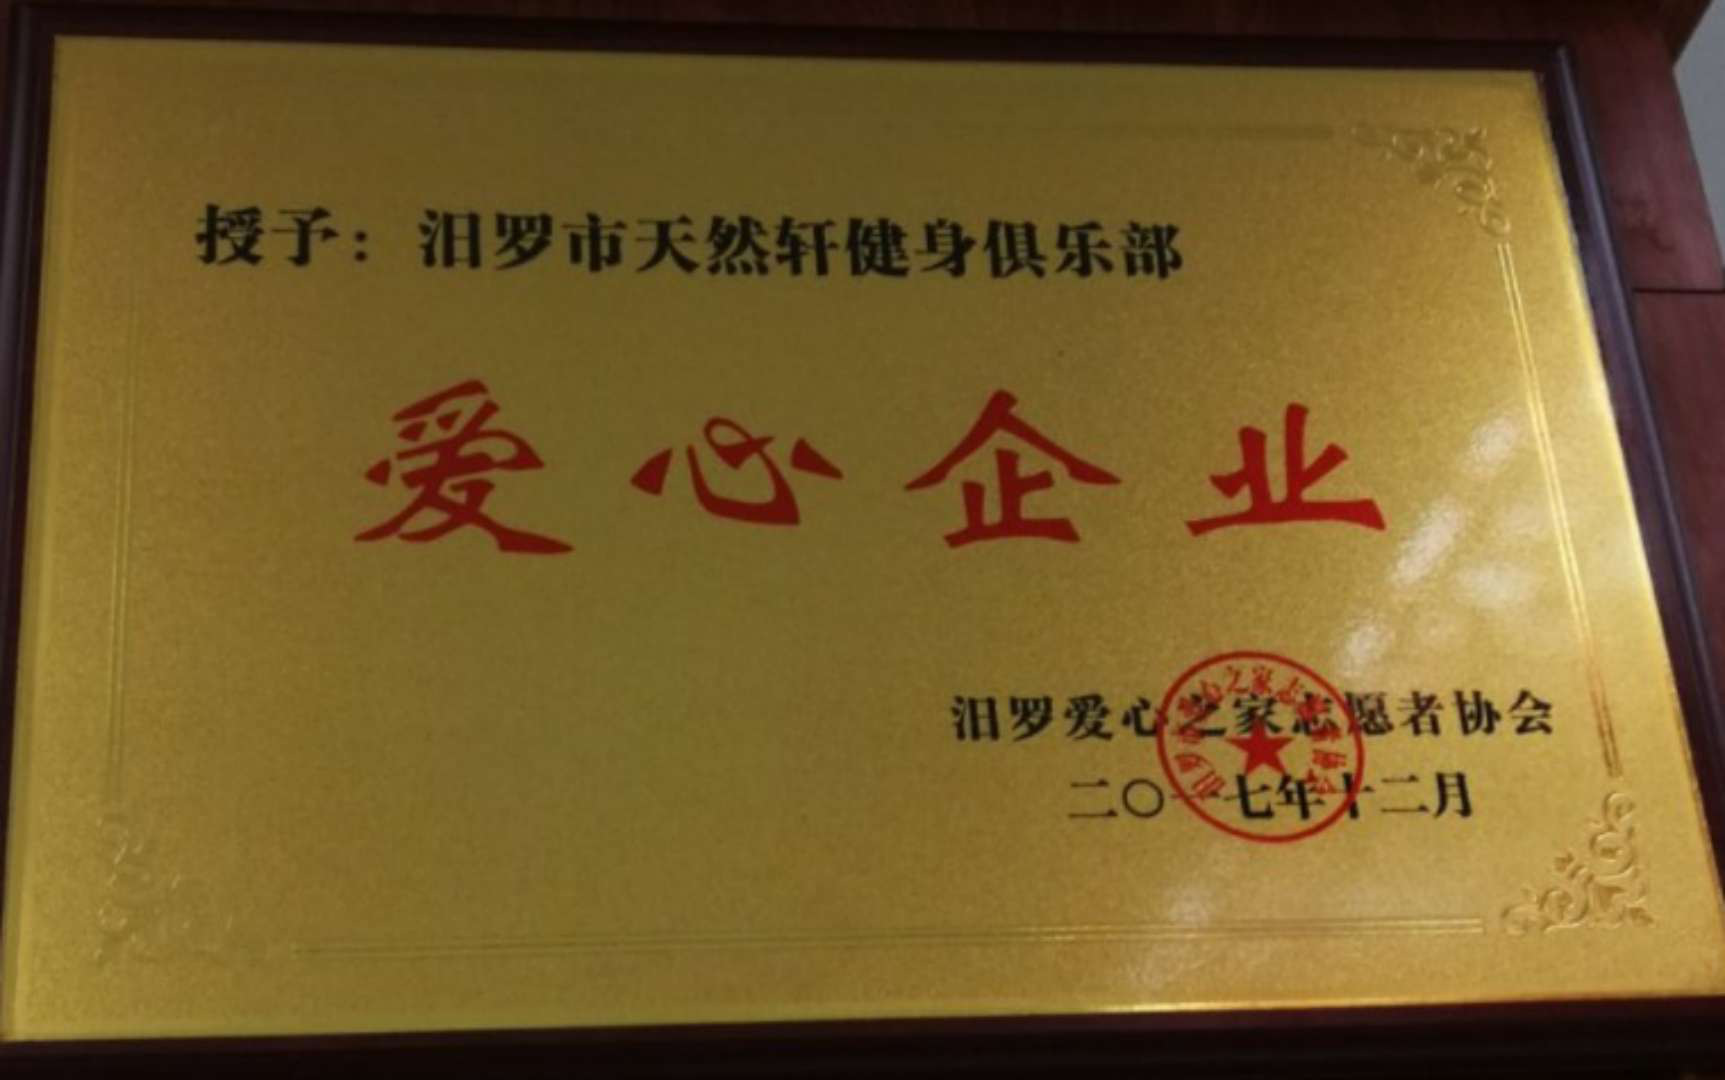 授予：汨罗市天然轩健身俱乐部
爱心企业
汨罗爱心之家志愿者协会
二〇一七年十二月